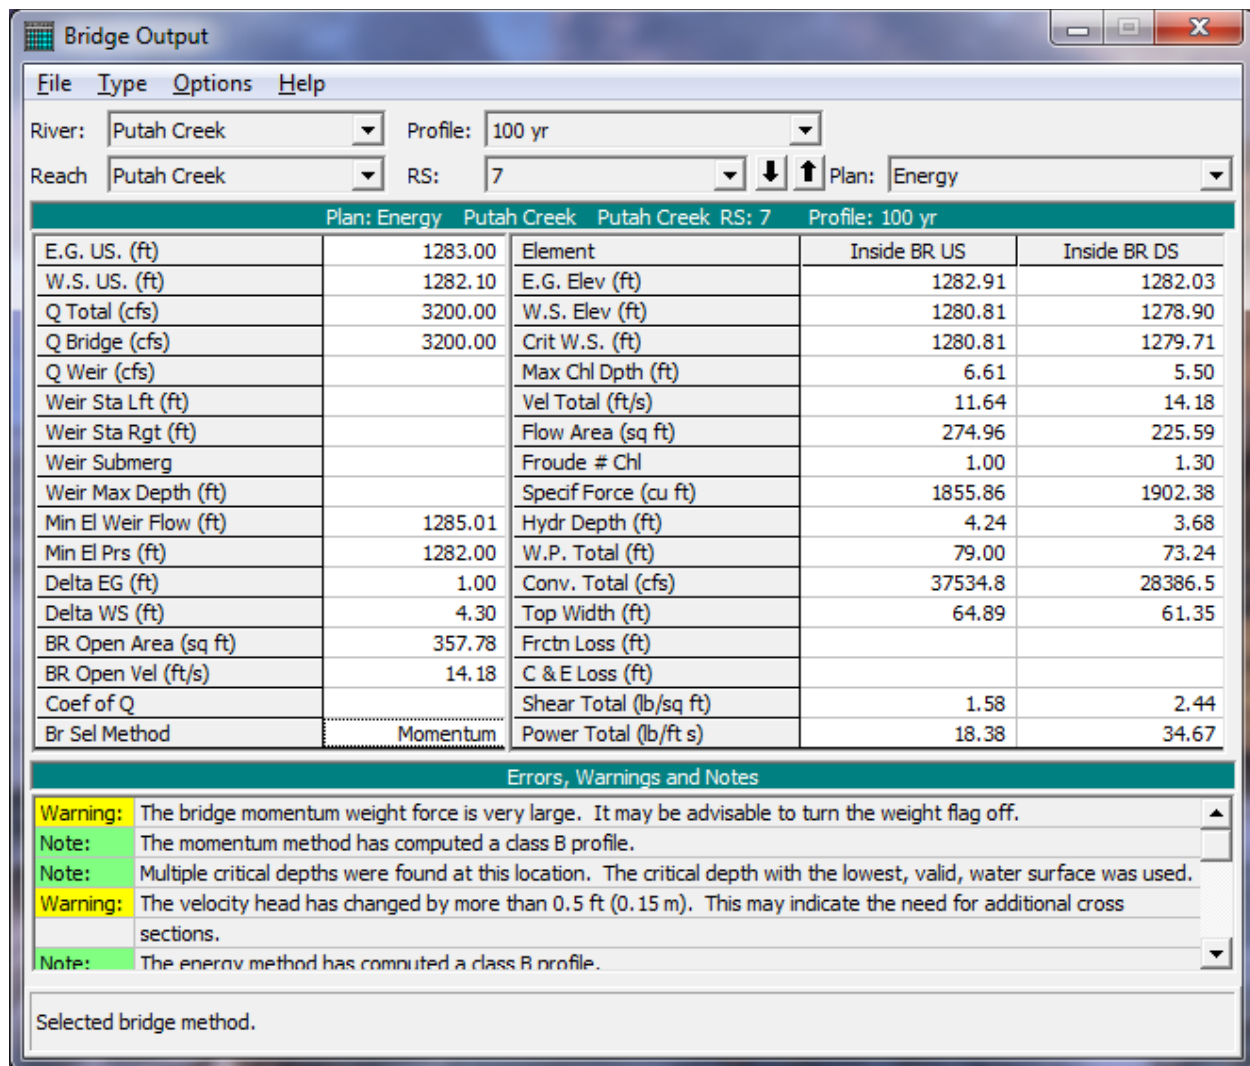 Bridge Output
File Type Options Help
River: Putah Creek Profile: 100 yr
Reach Putah Creek RS: 7 Plan: Energy
Plan: Energy Putah Creek Putah Creek RS: 7 Profile: 100 yr
E.G. US. (ft) 1283.00 Element Inside BR US Inside BR DS
W.S. US. (ft) 1282.10 E.G. Elev (ft) 1282.91 1282.03
Q Total (cfs) 3200.00 W.S. Elev (ft) 1280.81 1278.90
Q Bridge (cfs) 3200.00 Crit W.S. (ft) 1280.81 1279.71
Q Weir (cfs) Max Chl Dpth (ft) 6.61 5.50
Weir Sta Lft (ft) Vel Total (ft/s) 11.64 14.18
Weir Sta Rgt (ft) Flow Area (sq ft) 274.96 225.59
Weir Submerg Froude # Chl 1.00 1.30
Weir Max Depth (ft) Specif Force (cu ft) 1855.86 1902.38
Min El Weir Flow (ft) 1285.01 Hydr Depth (ft) 4.24 3.68
Min El Prs (ft) 1282.00 W.P. Total (ft) 79.00 73.24
Delta EG (ft) 1.00 Conv. Total (cfs) 37534.8 28386.5
Delta WS (ft) 4.30 Top Width (ft) 64.89 61.35
BR Open Area (sq ft) 357.78 Frctn Loss (ft)
BR Open Vel (ft/s) 14.18 C & E Loss (ft)
Coef of Q Shear Total (lb/sq ft) 1.58 2.44
Br Sel Method Momentum Power Total (lb/ft s) 18.38 34.67
Errors, Warnings and Notes
Warning: The bridge momentum weight force is very large. It may be advisable to turn the weight flag off.
Note: The momentum method has computed a class B profile.
Note: Multiple critical depths were found at this location. The critical depth with the lowest, valid, water surface was used.
Warning: The velocity head has changed by more than 0.5 ft (0.15 m). This may indicate the need for additional cross
sections.
Note: The energy method has computed a class B profile.
Selected bridge method.